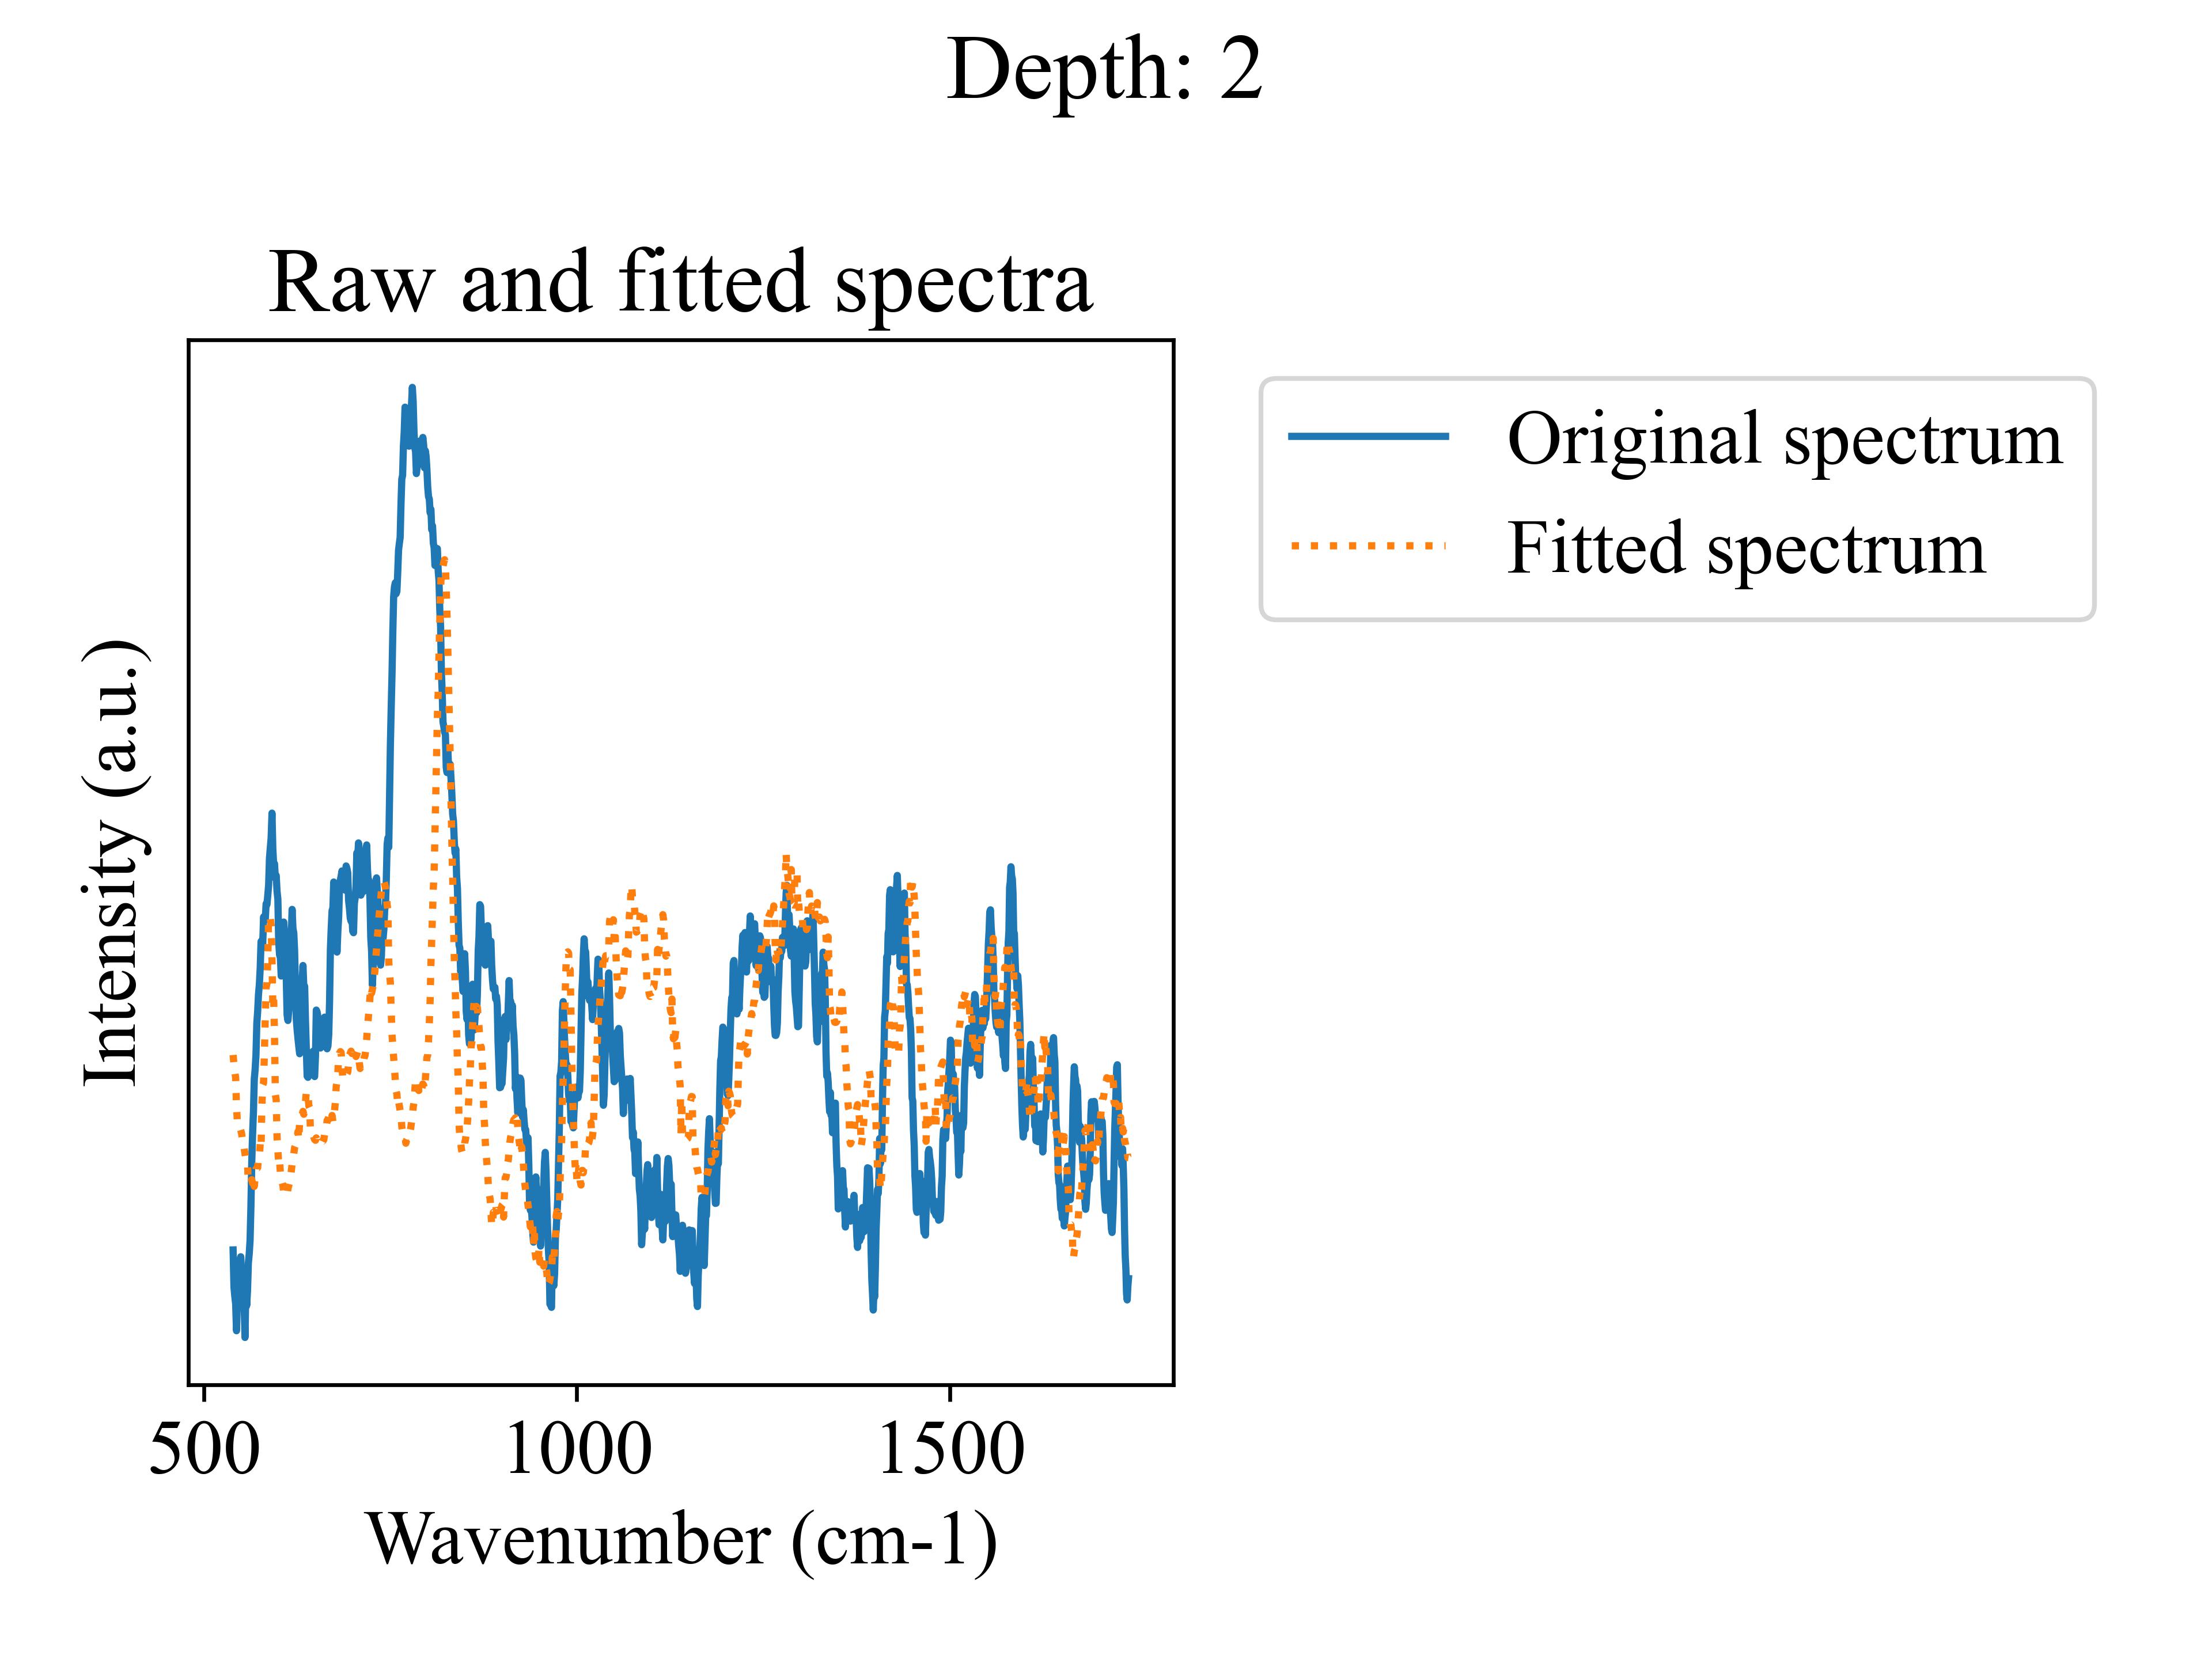 Depth: 2
Raw and fitted spectra
Original spectrum
Fitted spectrum
Intensity (a.u.)
500 1000 1500
Wavenumber (cm-1)